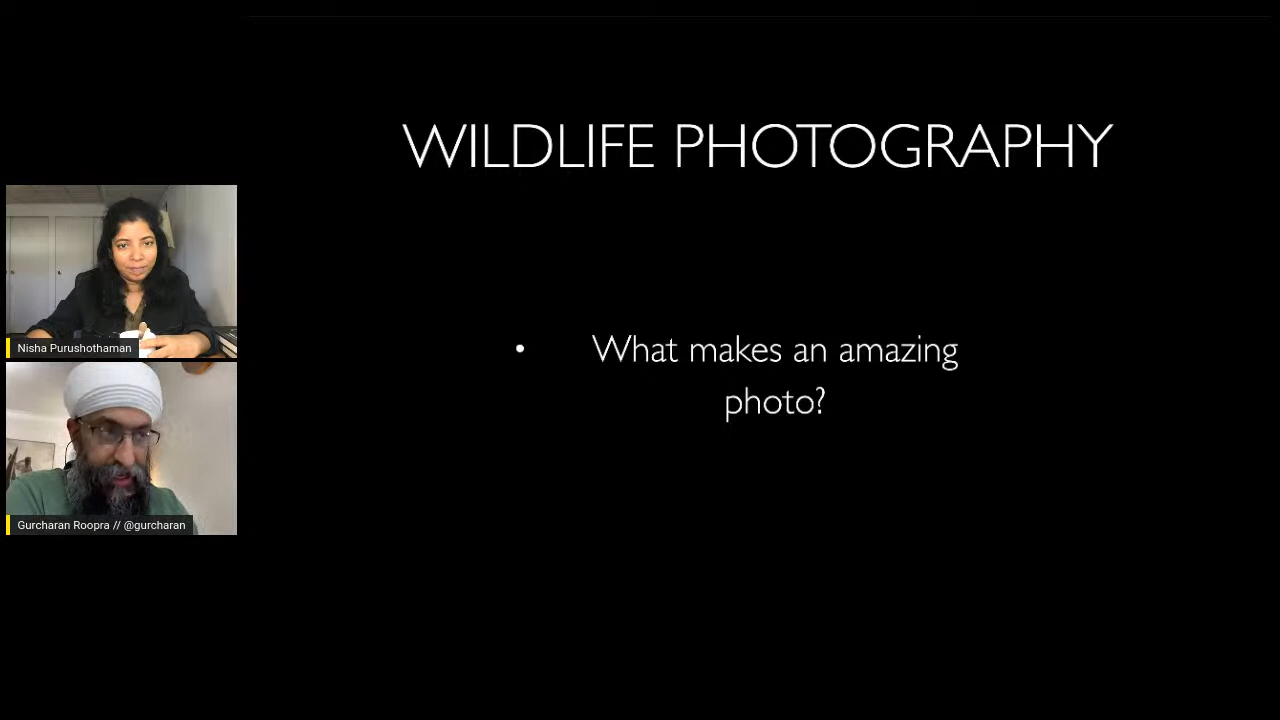 WILDLIFE PHOTOGRAPHY
• What makes an amazing
photo?
Nisha Purushothaman
Gurcharan Roopra // @gurcharan